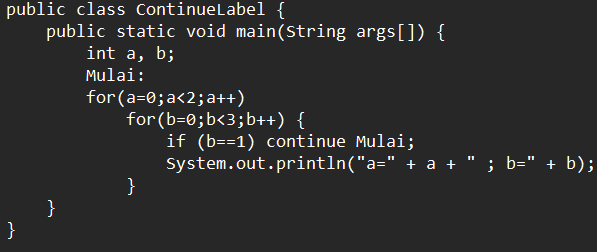 public class ContinueLabel {
    public static void main(String args[]) {
        int a, b;
        Mulai:
        for(a=0;a<2;a++)
            for(b=0;b<3;b++) {
                if (b==1) continue Mulai;
                System.out.println("a=" + a + " ; b=" + b);
            }
    }
}